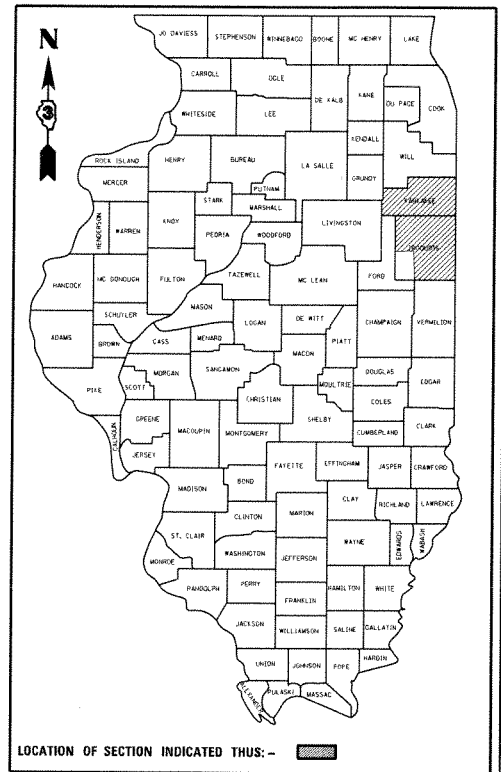 JO DAVIESS STEPHENSON WINNEBAGO BOONE MC HENRY LAKE
N
CARROLL OGLE
DE KALB KANE DU PAGE COOK
3
WHITESIDE LEE
KENDALL
WILL
ROCK ISLAND HENRY BUREAU LA SALLE GRUNDY
MERCER
PUTNAM
KANKAKEE
STARK MARSHALL
HENDERSON WARREN KNOX LIVINGSTON
PEORIA WOODFORD
IROQUOIS
FORD
TAZEWELL MC LEAN
HANCOCK MC DONOUGH FULTON
MASON
SCHUYLER
LOGAN DE WITT CHAMPAIGN VERMILION
ADAMS BROWN CASS MENARD PIATT
MACON
MORGAN SANGAMON
DOUGLAS
PIKE SCOTT MOULTRIE EDGAR
CHRISTIAN COLES
GREENE SHELBY
CALHOUN MACOUPIN MONTGOMERY CUMBERLAND CLARK
JERSEY
FAYETTE EFFINGHAM JASPER CRAWFORD
MADISON BOND
CLAY
CLINTON MARION RICHLAND LAWRENCE
ST. CLAIR WAYNE EDWARDS WABASH
WASHINGTON JEFFERSON
MONROE
RANDOLPH PERRY HAMILTON WHITE
FRANKLIN
JACKSON
WILLIAMSON SALINE GALLATIN
UNION JOHNSON POPE HARDIN
ALEXANDER PULASKI MASSAC
LOCATION OF SECTION INDICATED THUS: -